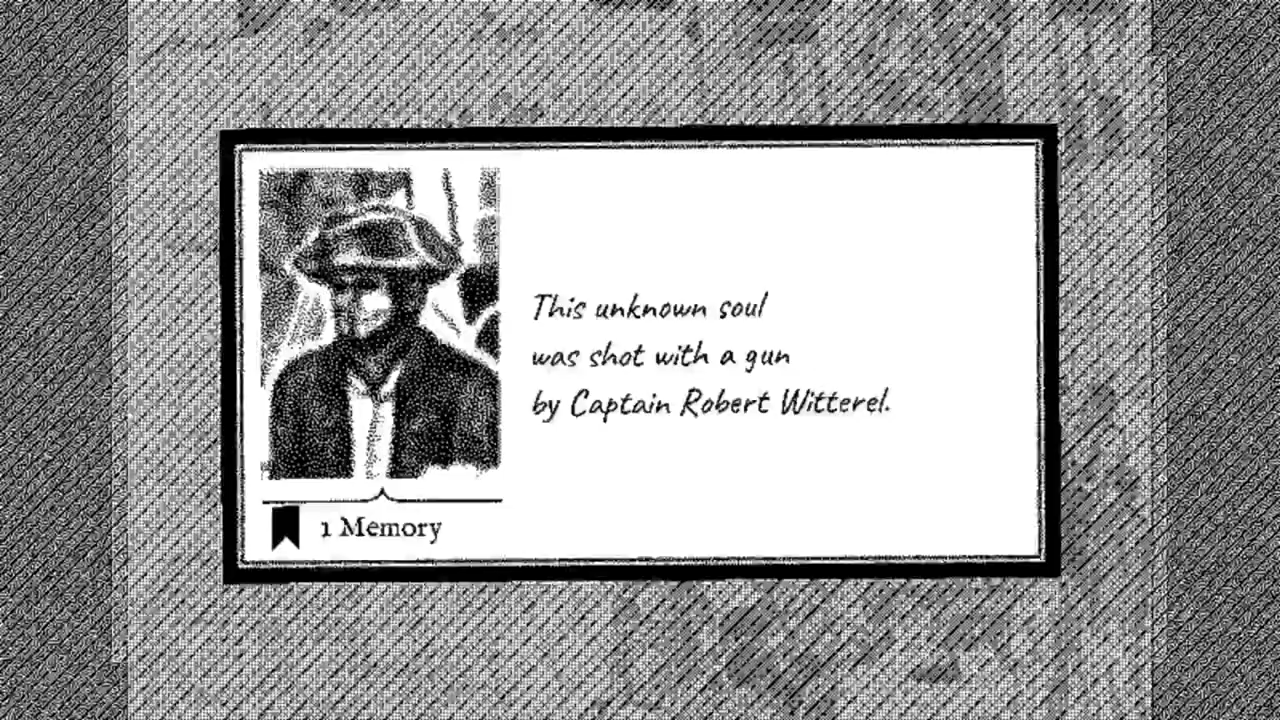 This unknown soul
was shot with a gun
by Captain Robert Witterel.
1 Memory